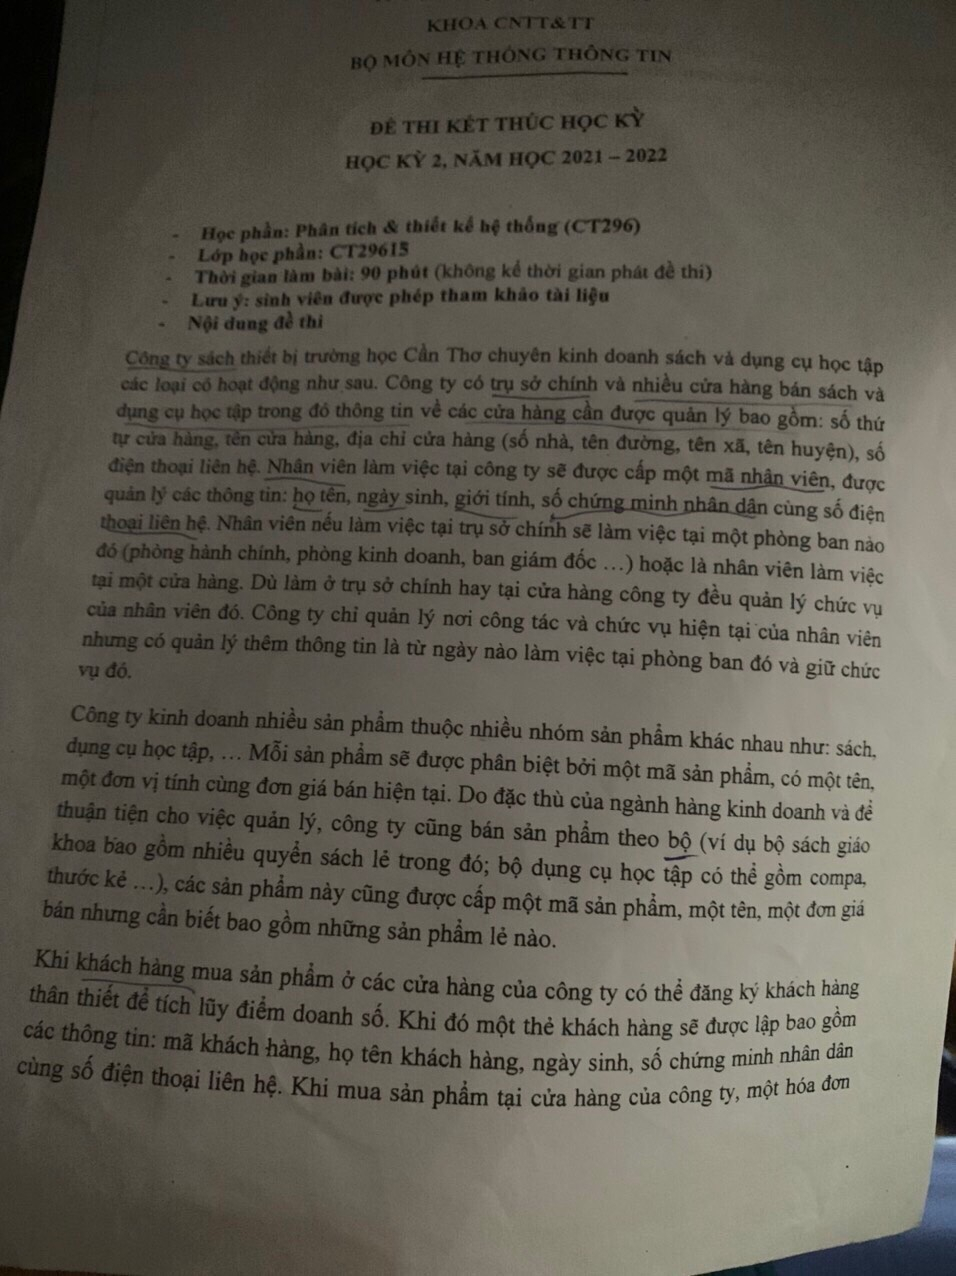 KHOA CNTT&TT
BỘ MÔN HỆ THỐNG THÔNG TIN
ĐỀ THI KẾT THÚC HỌC KỲ
HỌC KỲ 2, NĂM HỌC 2021 – 2022
- Học phần: Phân tích & thiết kế hệ thống (CT296)
- Lớp học phần: CT29615
- Thời gian làm bài: 90 phút (không kể thời gian phát đề thi)
- Lưu ý: sinh viên được phép tham khảo tài liệu
- Nội dung đề thi
Công ty sách thiết bị trường học Cần Thơ chuyên kinh doanh sách và dụng cụ học tập
các loại có hoạt động như sau. Công ty có trụ sở chính và nhiều cửa hàng bán sách và
dụng cụ học tập trong đó thông tin về các cửa hàng cần được quản lý bao gồm: số thứ
tự cửa hàng, tên cửa hàng, địa chỉ cửa hàng (số nhà, tên đường, tên xã, tên huyện), số
điện thoại liên hệ. Nhân viên làm việc tại công ty sẽ được cấp một mã nhân viên, được
quản lý các thông tin: họ tên, ngày sinh, giới tính, số chứng minh nhân dân cùng số điện
thoại liên hệ. Nhân viên nếu làm việc tại trụ sở chính sẽ làm việc tại một phòng ban nào
đó (phòng hành chính, phòng kinh doanh, ban giám đốc …) hoặc là nhân viên làm việc
tại một cửa hàng. Dù làm ở trụ sở chính hay tại cửa hàng công ty đều quản lý chức vụ
của nhân viên đó. Công ty chỉ quản lý nơi công tác và chức vụ hiện tại của nhân viên
nhưng có quản lý thêm thông tin là từ ngày nào làm việc tại phòng ban đó và giữ chức
vụ đó.
Công ty kinh doanh nhiều sản phẩm thuộc nhiều nhóm sản phẩm khác nhau như: sách,
dụng cụ học tập, … Mỗi sản phẩm sẽ được phân biệt bởi một mã sản phẩm, có một tên,
một đơn vị tính cùng đơn giá bán hiện tại. Do đặc thù của ngành hàng kinh doanh và để
thuận tiện cho việc quản lý, công ty cũng bán sản phẩm theo bộ (ví dụ bộ sách giáo
khoa bao gồm nhiều quyển sách lẻ trong đó; bộ dụng cụ học tập có thể gồm compa,
thước kẻ …), các sản phẩm này cũng được cấp một mã sản phẩm, một tên, một đơn giá
bán nhưng cần biết bao gồm những sản phẩm lẻ nào.
Khi khách hàng mua sản phẩm ở các cửa hàng của công ty có thể đăng ký khách hàng
thân thiết để tích lũy điểm doanh số. Khi đó một thẻ khách hàng sẽ được lập bao gồm
các thông tin: mã khách hàng, họ tên khách hàng, ngày sinh, số chứng minh nhân dân
cùng số điện thoại liên hệ. Khi mua sản phẩm tại cửa hàng của công ty, một hóa đơn